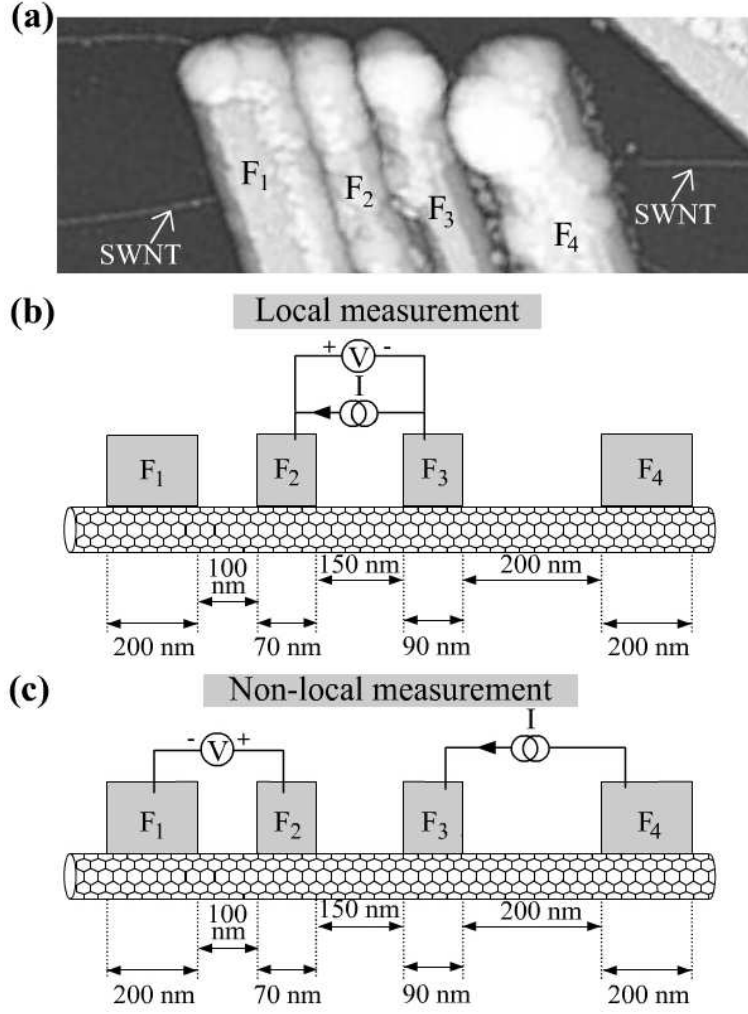 (a)
F1 F2 F3 F4
SWNT SWNT
(b)
Local measurement
+ V -
I
F1 F2 F3 F4
100 nm 150 nm 200 nm
200 nm 70 nm 90 nm 200 nm
(c)
Non-local measurement
- V + I
F1 F2 F3 F4
100 nm 150 nm 200 nm
200 nm 70 nm 90 nm 200 nm